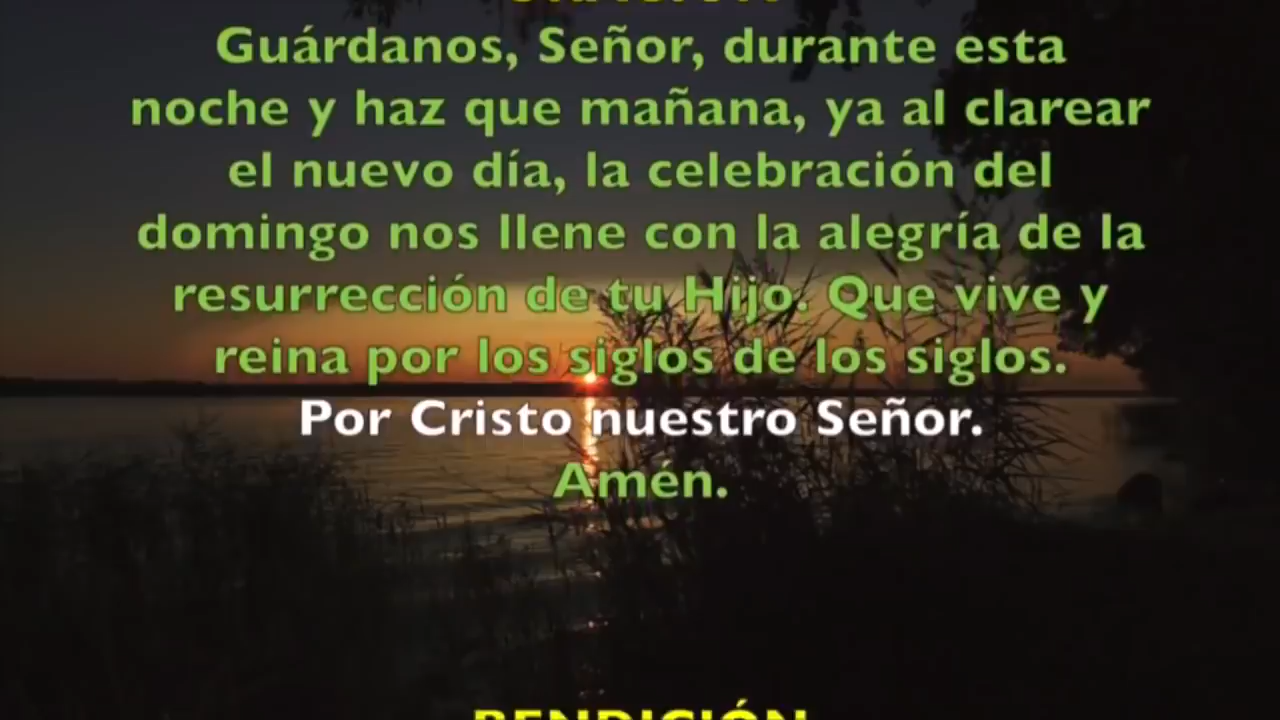 Guárdanos, Señor, durante esta
noche y haz que mañana, ya al clarear
el nuevo día, la celebración del
domingo nos llene con la alegría de la
resurrección de tu Hijo. Que vive y
reina por los siglos de los siglos.
Por Cristo nuestro Señor.
Amén.
BENDICIÓN